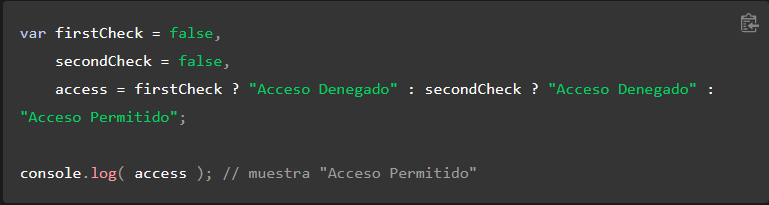 var firstCheck = false,
    secondCheck = false,
    access = firstCheck ? "Acceso Denegado" : secondCheck ? "Acceso Denegado" :
"Acceso Permitido";
console.log( access ); // muestra "Acceso Permitido"